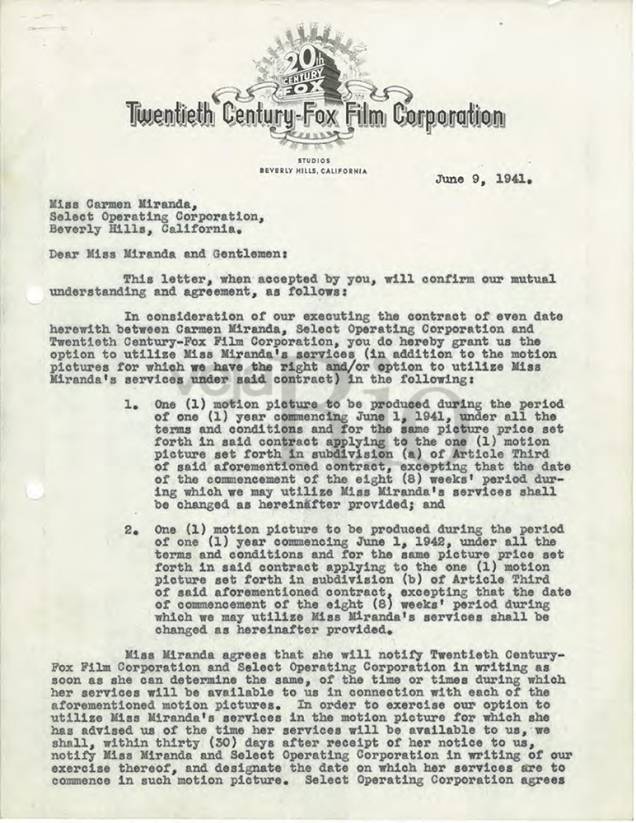 20th
CENTURY
FOX
Twentieth Century-Fox Film Corporation
STUDIOS
BEVERLY HILLS, CALIFORNIA
June 9, 1941.
Miss Carmen Miranda,
Select Operating Corporation,
Beverly Hills, California.
Dear Miss Miranda and Gentlemen:
This letter, when accepted by you, will confirm our mutual
understanding and agreement, as follows:
In consideration of our executing the contract of even date
herewith between Carmen Miranda, Select Operating Corporation and
Twentieth Century-Fox Film Corporation, you do hereby grant us the
option to utilize Miss Miranda's services (in addition to the motion
pictures for which we have the right and/or option to utilize Miss
Miranda's services under said contract) in the following:
1. One (1) motion picture to be produced during the period
of one (1) year commencing June 1, 1941, under all the
terms and conditions and for the same picture price set
forth in said contract applying to the one (1) motion
picture set forth in subdivision (a) of Article Third
of said aforementioned contract, excepting that the date
of the commencement of the eight (8) weeks' period dur-
ing which we may utilize Miss Miranda's services shall
be changed as hereinafter provided; and
2. One (1) motion picture to be produced during the period
of one (1) year commencing June 1, 1942, under all the
terms and conditions and for the same picture price set
forth in said contract applying to the one (1) motion
picture set forth in subdivision (b) of Article Third
of said aforementioned contract, excepting that the date
of commencement of the eight (8) weeks' period during
which we may utilize Miss Miranda's services shall be
changed as hereinafter provided.
Miss Miranda agrees that she will notify Twentieth Century-
Fox Film Corporation and Select Operating Corporation in writing as
soon as she can determine the same, of the time or times during which
her services will be available to us in connection with each of the
aforementioned motion pictures. In order to exercise our option to
utilize Miss Miranda's services in the motion picture for which she
has advised us of the time her services will be available to us, we
shall, within thirty (30) days after receipt of her notice to us,
notify Miss Miranda and Select Operating Corporation in writing of our
exercise thereof, and designate the date on which her services are to
commence in such motion picture. Select Operating Corporation agrees